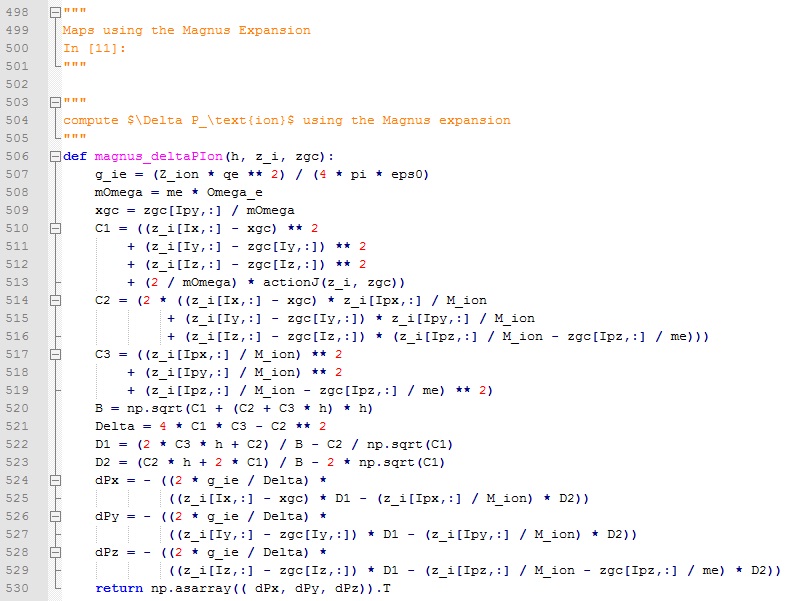 498 """
499 Maps using the Magnus Expansion
500 In [11]:
501 """
502
503 """
504 compute $\Delta P_\text{ion}$ using the Magnus expansion
505 """
506 def magnus_deltaPIon(h, z_i, zgc):
507     g_ie = (Z_ion * qe ** 2) / (4 * pi * eps0)
508     mOmega = me * Omega_e
509     xgc = zgc[Ipy,:] / mOmega
510     C1 = ((z_i[Ix,:] - xgc) ** 2
511         + (z_i[Iy,:] - zgc[Iy,:]) ** 2
512         + (z_i[Iz,:] - zgc[Iz,:]) ** 2
513         + (2 / mOmega) * actionJ(z_i, zgc))
514     C2 = (2 * ((z_i[Ix,:] - xgc) * z_i[Ipx,:] / M_ion
515              + (z_i[Iy,:] - zgc[Iy,:]) * z_i[Ipy,:] / M_ion
516              + (z_i[Iz,:] - zgc[Iz,:]) * (z_i[Ipz,:] / M_ion - zgc[Ipz,:] / me)))
517     C3 = ((z_i[Ipx,:] / M_ion) ** 2
518         + (z_i[Ipy,:] / M_ion) ** 2
519         + (z_i[Ipz,:] / M_ion - zgc[Ipz,:] / me) ** 2)
520     B = np.sqrt(C1 + (C2 + C3 * h) * h)
521     Delta = 4 * C1 * C3 - C2 ** 2
522     D1 = (2 * C3 * h + C2) / B - C2 / np.sqrt(C1)
523     D2 = (C2 * h + 2 * C1) / B - 2 * np.sqrt(C1)
524     dPx = - ((2 * g_ie / Delta) *
525              ((z_i[Ix,:] - xgc) * D1 - (z_i[Ipx,:] / M_ion) * D2))
526     dPy = - ((2 * g_ie / Delta) *
527              ((z_i[Iy,:] - zgc[Iy,:]) * D1 - (z_i[Ipy,:] / M_ion) * D2))
528     dPz = - ((2 * g_ie / Delta) *
529              ((z_i[Iz,:] - zgc[Iz,:]) * D1 - (z_i[Ipz,:] / M_ion - zgc[Ipz,:] / me) * D2))
530     return np.asarray(( dPx, dPy, dPz)).T